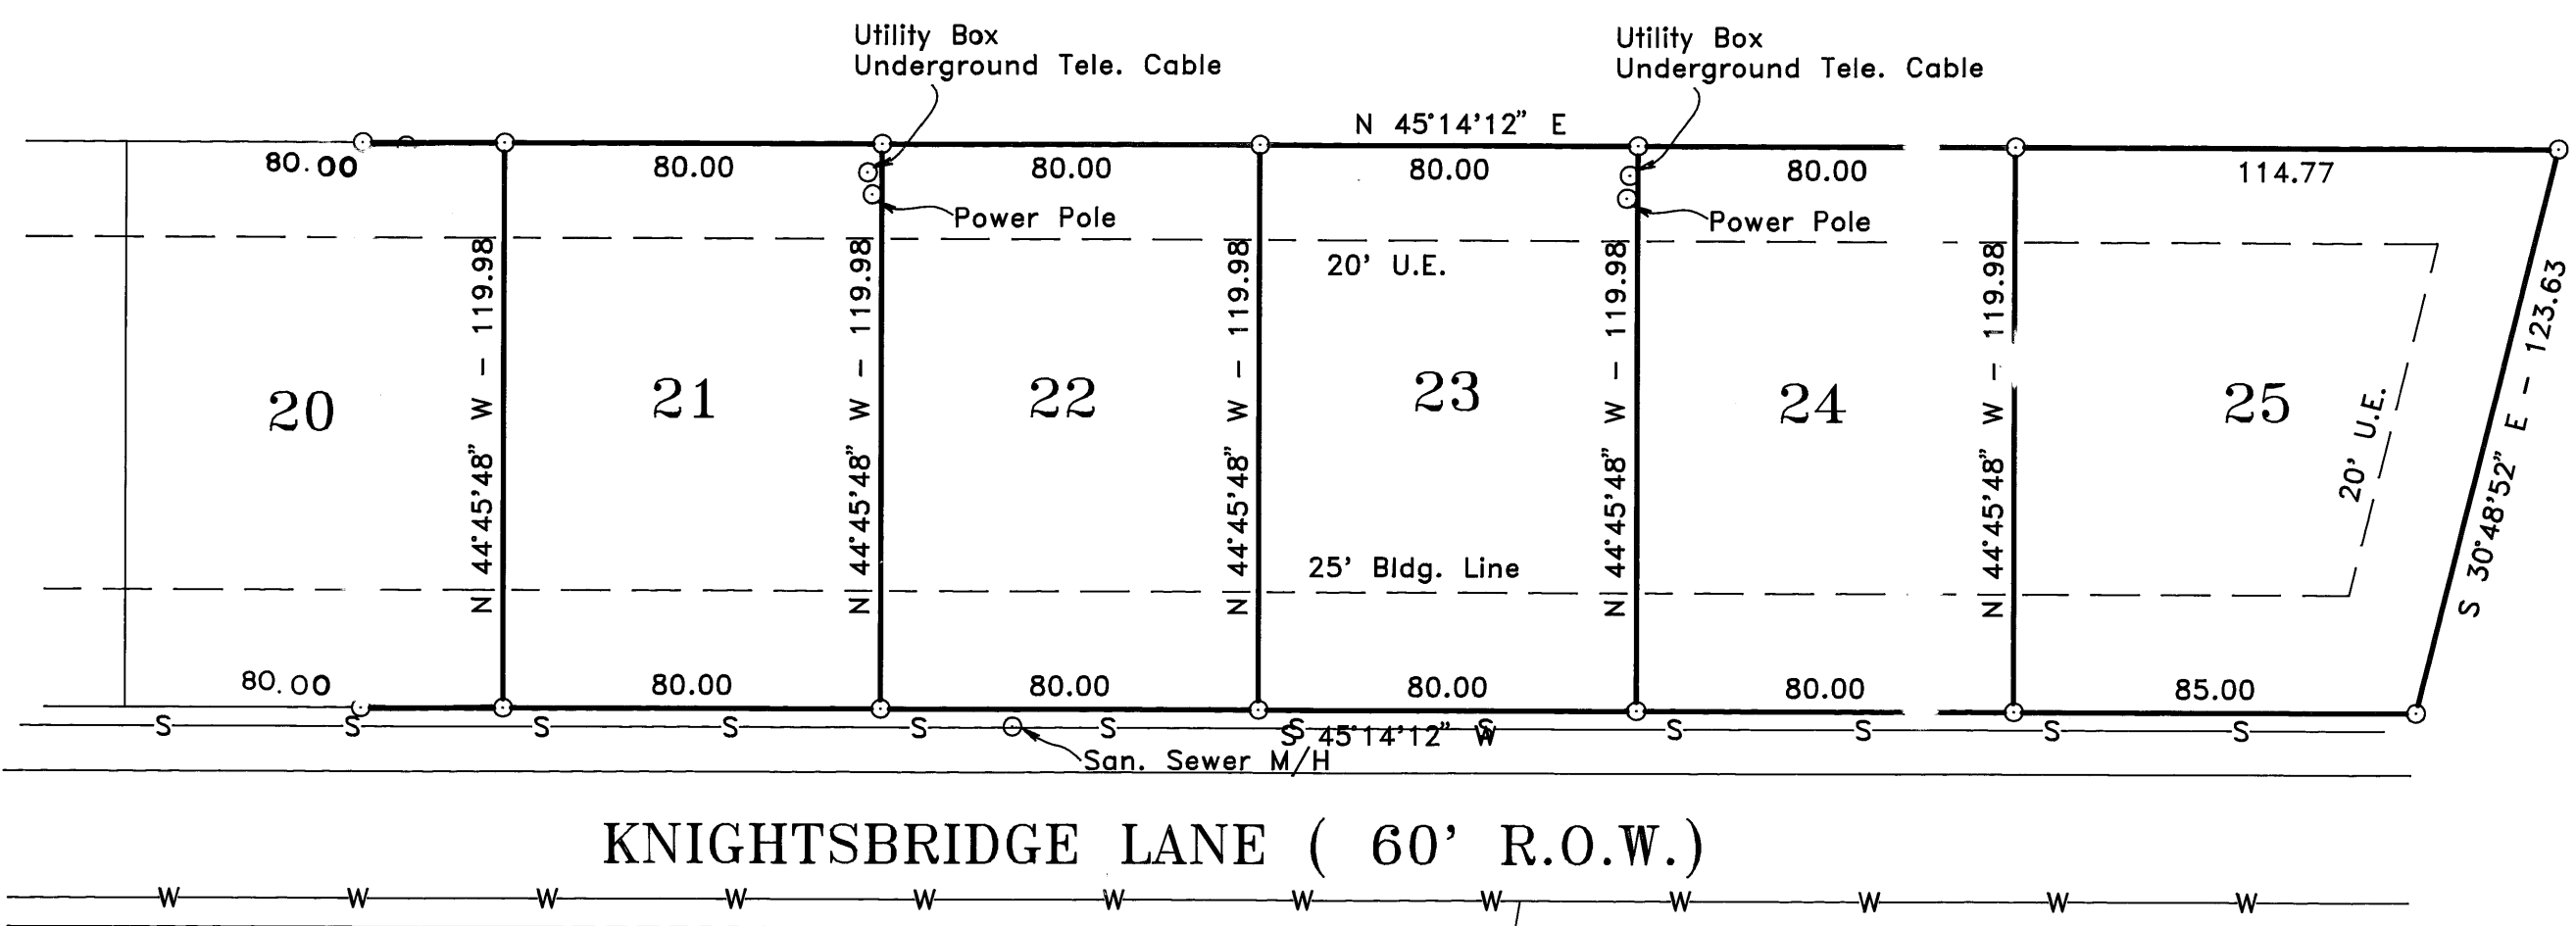 Utility Box
Underground Tele. Cable
Utility Box
Underground Tele. Cable
N 45°14'12" E
80.00
80.00
80.00
80.00
80.00
114.77
Power Pole
Power Pole
20' U.E.
N 44°45'48" W - 119.98
N 44°45'48" W - 119.98
N 44°45'48" W - 119.98
N 44°45'48" W - 119.98
N 44°45'48" W - 119.98
S 30°48'52" E - 123.63
20' U.E.
20
21
22
23
24
25
25' Bldg. Line
80.00
80.00
80.00
80.00
80.00
85.00
S S S S S S S S S S S S
S 45°14'12" W
San. Sewer M/H
KNIGHTSBRIDGE LANE ( 60' R.O.W.)
W W W W W W W W W W W W